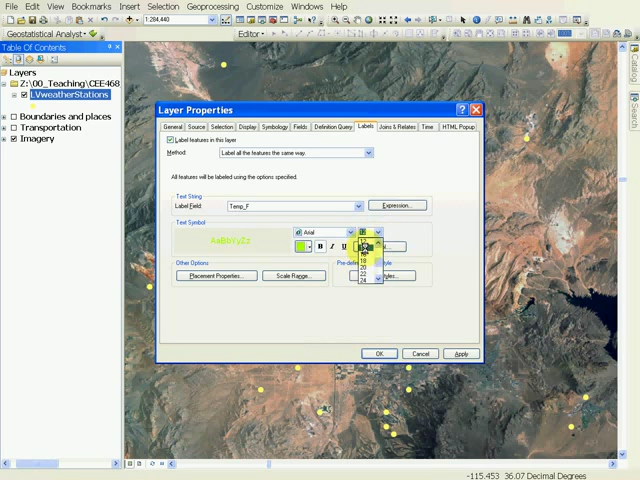 File Edit View Bookmarks Insert Selection Geoprocessing Customize Windows Help
1:284,440
Geostatistical Analyst
Editor
Table Of Contents
Layers
Z:\00_Teaching\CEE468
LVweatherStations
Boundaries and places
Transportation
Imagery
Layer Properties
General Source Selection Display Symbology Fields Definition Query Labels Joins & Relates Time HTML Popup
Label features in this layer
Method: Label all the features the same way.
All features will be labeled using the options specified.
Text String
Label Field: Temp_F Expression...
Text Symbol
AaBbYyZz
Arial
B I U
18
20
22
24
Other Options
Placement Properties... Scale Range...
OK Cancel Apply
Catalog
Search
-115.453 36.07 Decimal Degrees